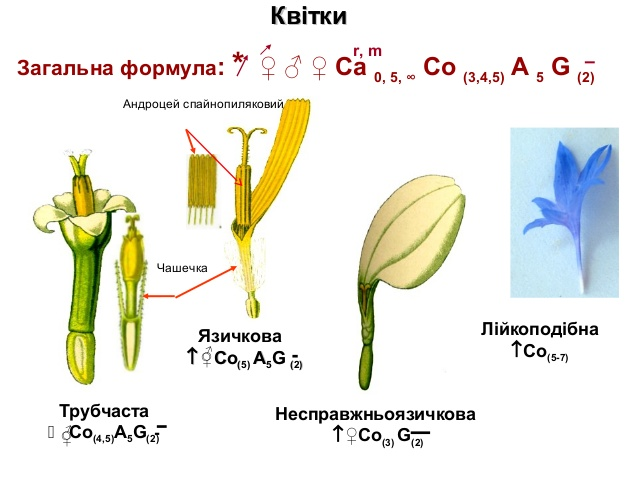 Квітки
Загальна формула: *↗ ⚥ ♂ ♀ Ca r, m 0, 5, ∞ Co (3,4,5) A 5 G (2)
Андроцей спайнопиляковий
Чашечка
Язичкова
↑⚥Co(5) A5G (2)
Лійкоподібна
↑Co(5-7)
Трубчаста
⚥Co(4,5)A5G(2)
Несправжньоязичкова
↑♀Co(3) G(2)